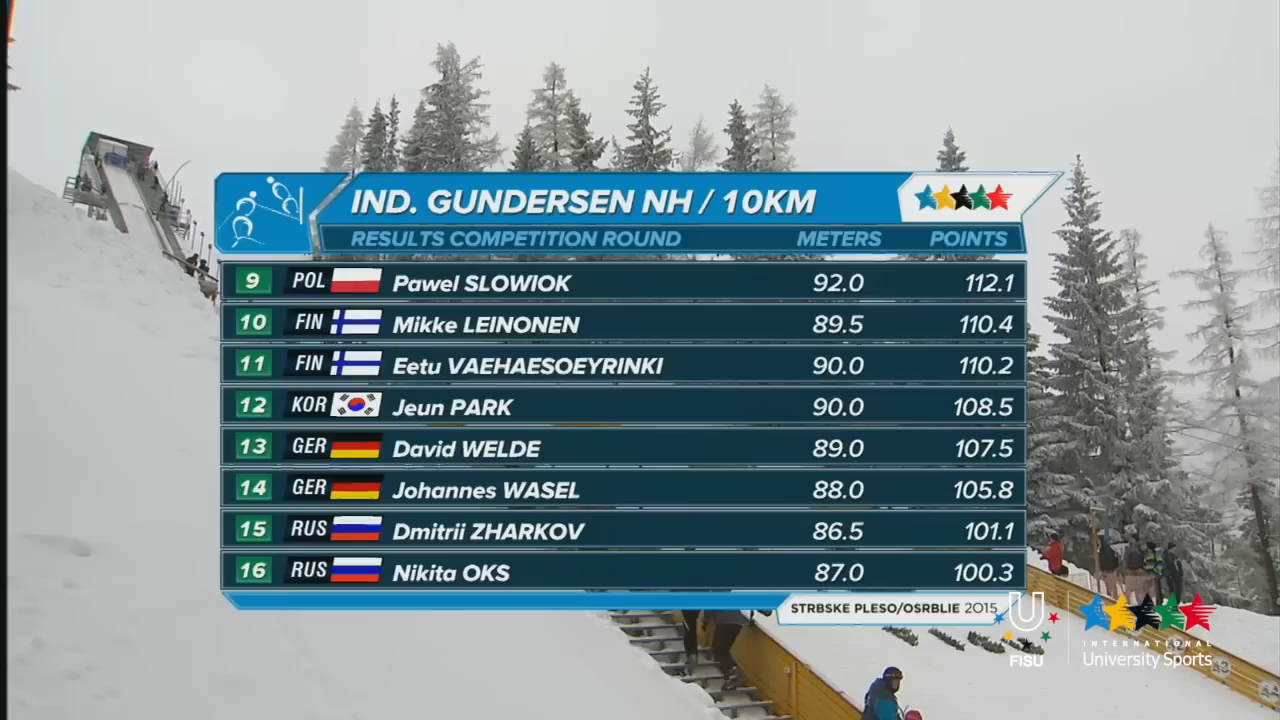 IND. GUNDERSEN NH / 10KM
RESULTS COMPETITION ROUND METERS POINTS
9 POL Pawel SLOWIOK 92.0 112.1
10 FIN Mikke LEINONEN 89.5 110.4
11 FIN Eetu VAEHAESOEYRINKI 90.0 110.2
12 KOR Jeun PARK 90.0 108.5
13 GER David WELDE 89.0 107.5
14 GER Johannes WASEL 88.0 105.8
15 RUS Dmitrii ZHARKOV 86.5 101.1
16 RUS Nikita OKS 87.0 100.3
STRBSKE PLESO/OSRBLIE 2015
U
FISU
INTERNATIONAL
University Sports